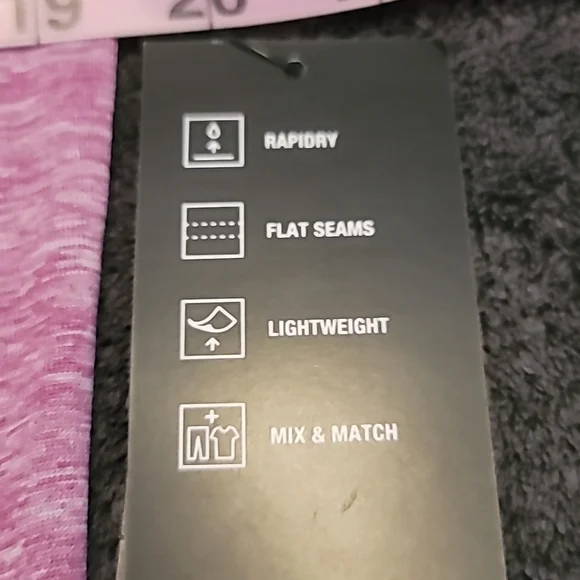 19 20
RAPIDRY
FLAT SEAMS
LIGHTWEIGHT
MIX & MATCH